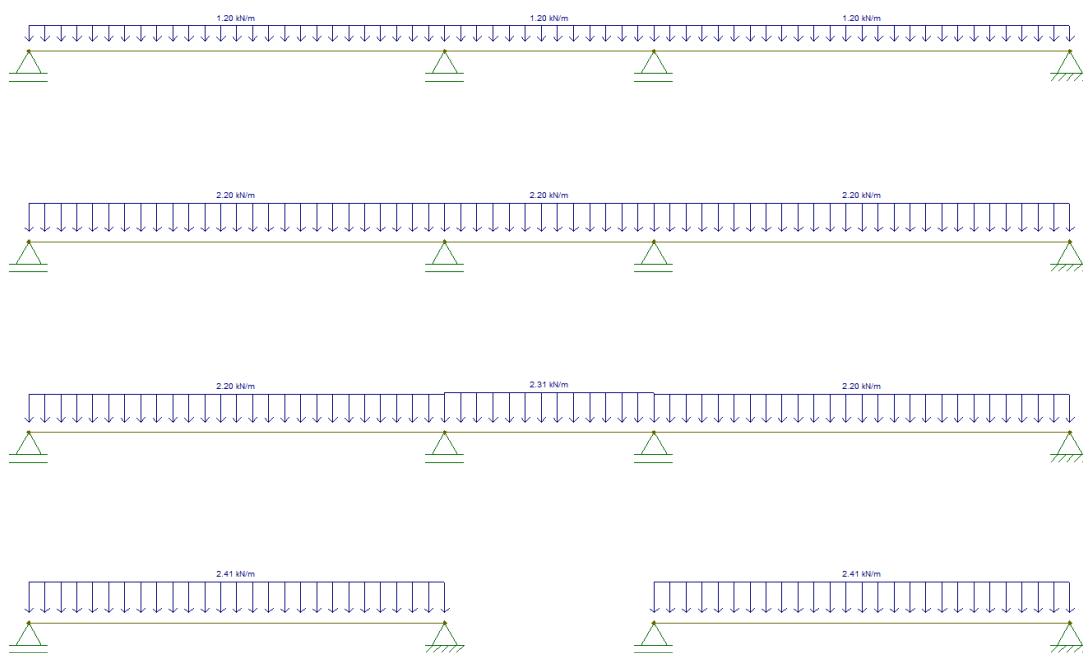 1.20 kN/m 1.20 kN/m 1.20 kN/m
2.20 kN/m 2.20 kN/m 2.20 kN/m
2.20 kN/m 2.31 kN/m 2.20 kN/m
2.41 kN/m 2.41 kN/m